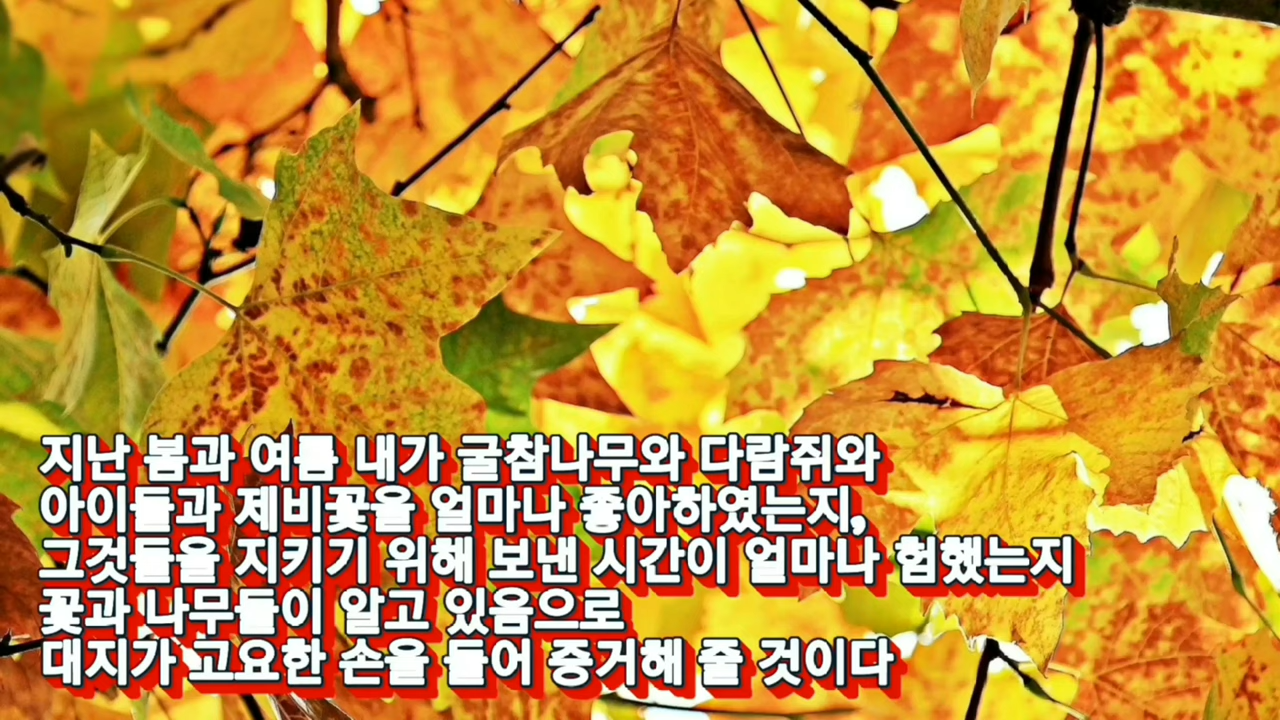 지난 봄과 여름 내가 굴참나무와 다람쥐와
아이들과 제비꽃을 얼마나 좋아하였는지,
그것들을 지키기 위해 보낸 시간이 얼마나 험했는지
꽃과 나무들이 알고 있음으로
대지가 고요한 손을 들어 증거해 줄 것이다